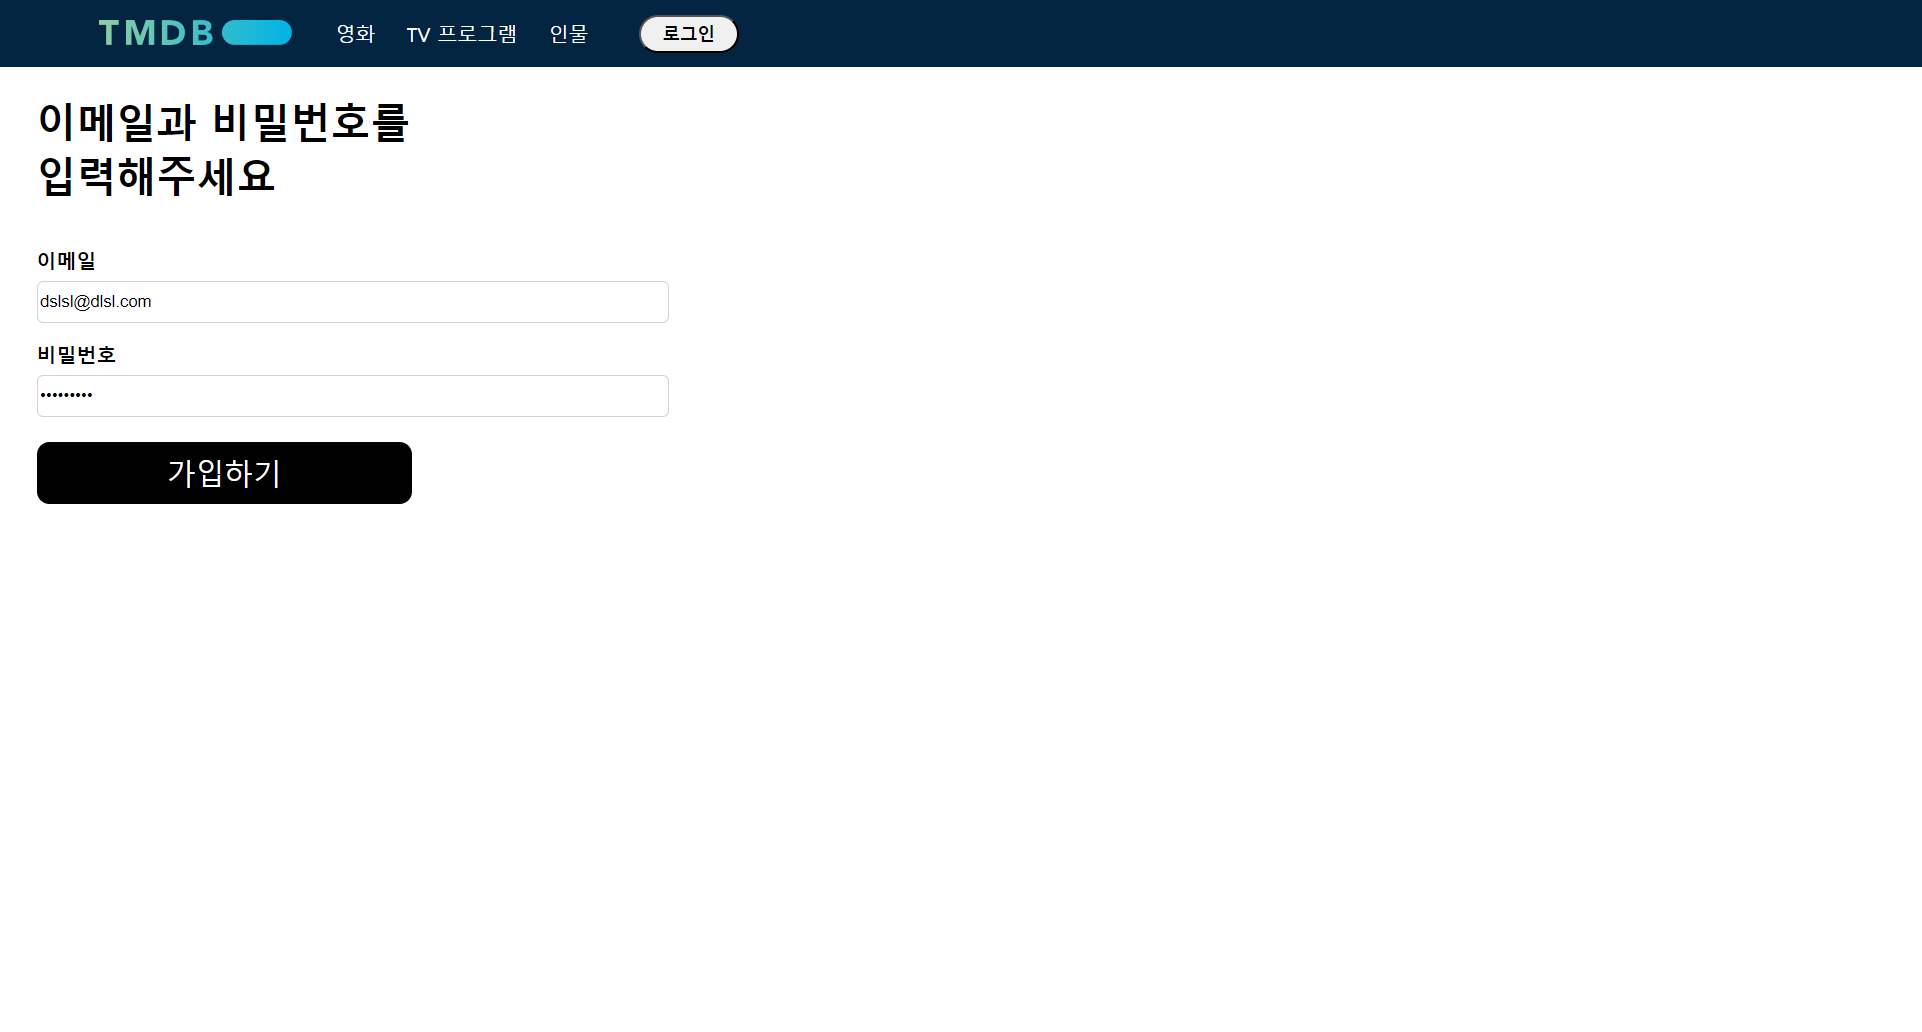 TMDB 영화 TV 프로그램 인물 로그인
이메일과 비밀번호를
입력해주세요
이메일
dslsl@dlsl.com
비밀번호
•••••••••
가입하기